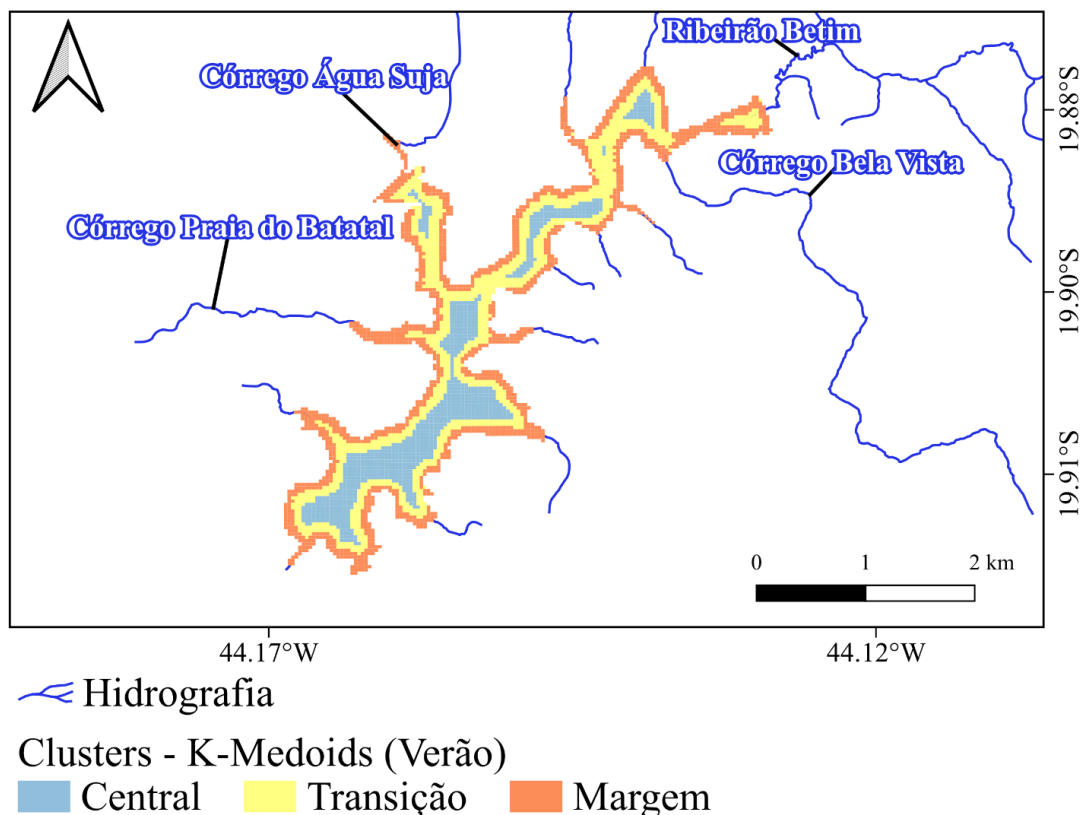 Ribeirão Betim
Córrego Água Suja
19.88°S
Córrego Bela Vista
Córrego Praia do Batatal
19.90°S
19.91°S
0 1 2 km
44.17°W 44.12°W
Hidrografia
Clusters - K-Medoids (Verão)
Central Transição Margem